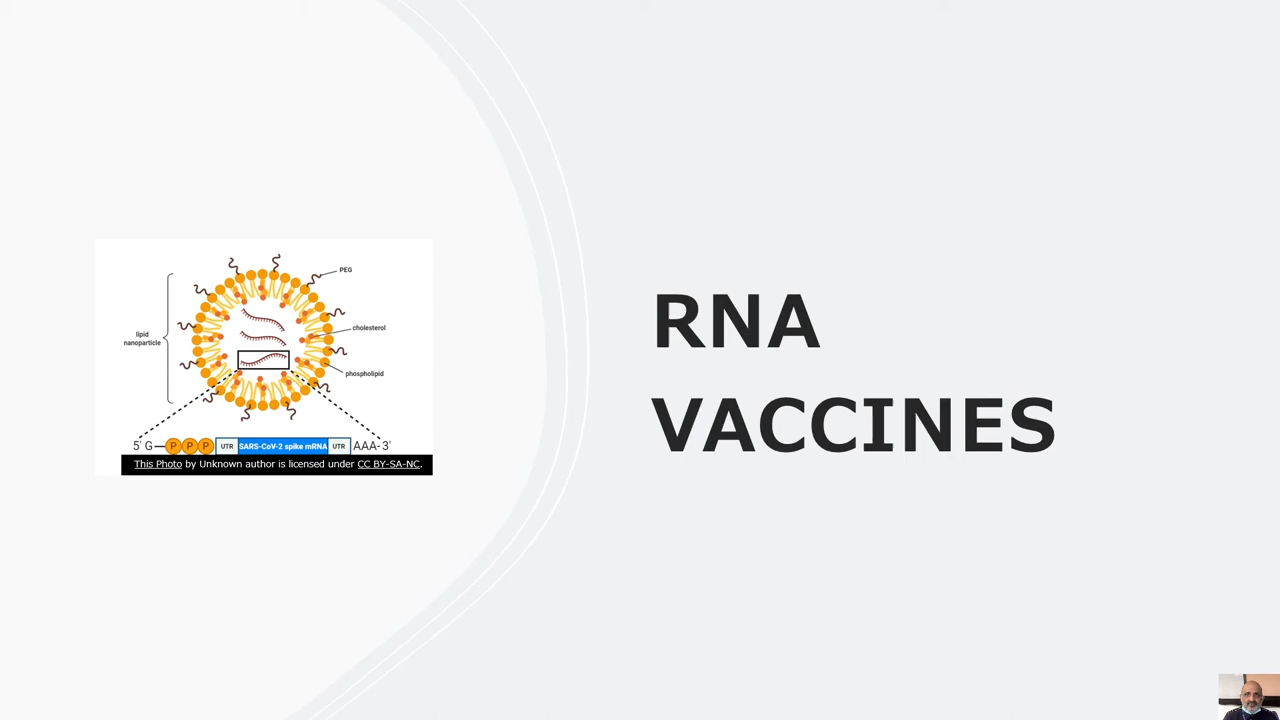 RNA
VACCINES
PEG
lipid
nanoparticle
cholesterol
phospholipid
5' G
P P P
UTR
SARS-CoV-2 spike mRNA
UTR
AAA-3'
This Photo by Unknown author is licensed under CC BY-SA-NC.